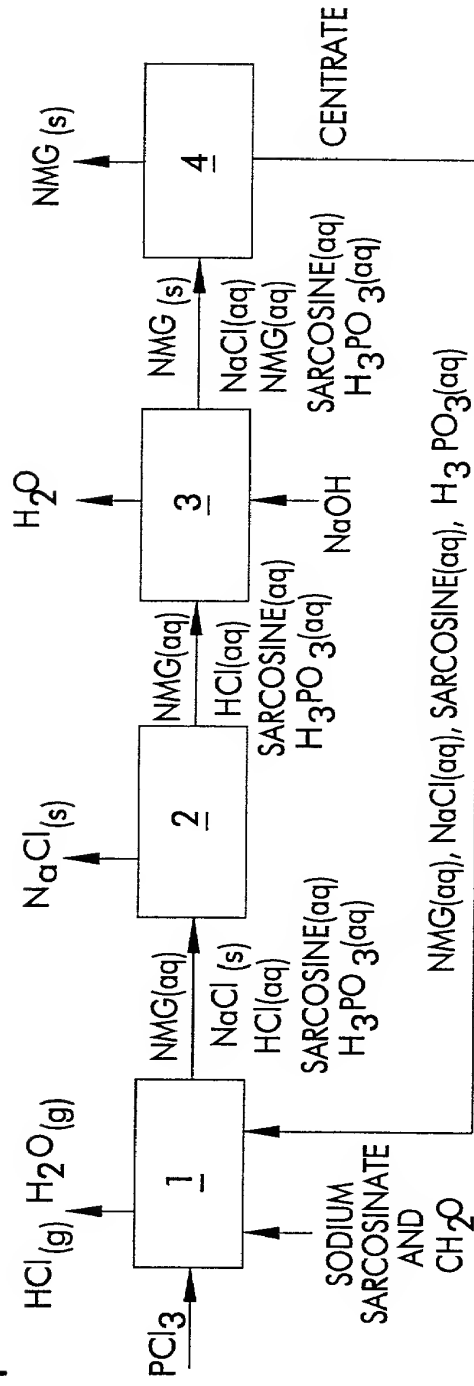 PCl3
HCl(g) H2O(g)
1
SODIUM
SARCOSINATE
AND
CH2O
NMG(aq)
NaCl(s)
HCl(aq)
SARCOSINE(aq)
H3PO3(aq)
NaCl(s)
2
NMG(aq)
HCl(aq)
SARCOSINE(aq)
H3PO3(aq)
H2O
3
NaOH
NMG(s)
NaCl(aq)
NMG(aq)
SARCOSINE(aq)
H3PO3(aq)
NMG(s)
4
CENTRATE
NMG(aq), NaCl(aq), SARCOSINE(aq), H3PO3(aq)